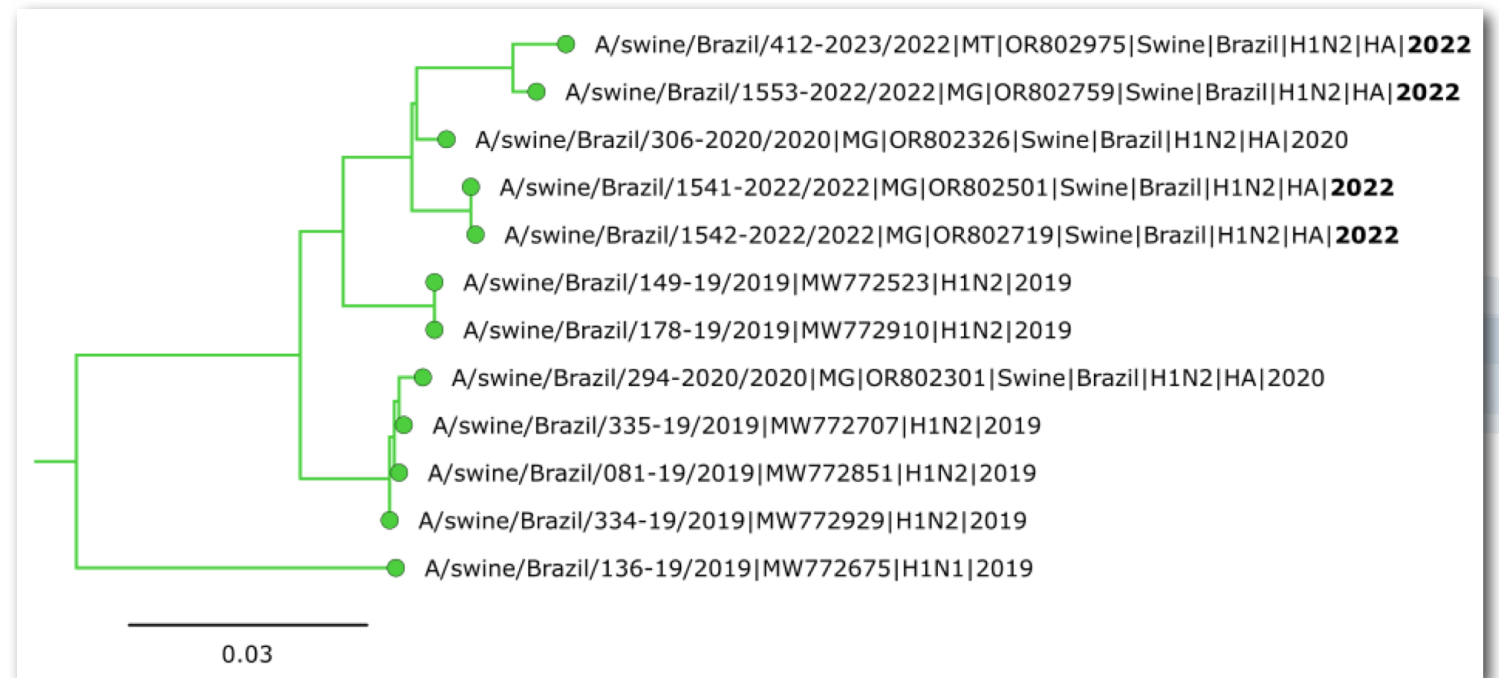 A/swine/Brazil/412-2023/2022|MT|OR802975|Swine|Brazil|H1N2|HA|2022
A/swine/Brazil/1553-2022/2022|MG|OR802759|Swine|Brazil|H1N2|HA|2022
A/swine/Brazil/306-2020/2020|MG|OR802326|Swine|Brazil|H1N2|HA|2020
A/swine/Brazil/1541-2022/2022|MG|OR802501|Swine|Brazil|H1N2|HA|2022
A/swine/Brazil/1542-2022/2022|MG|OR802719|Swine|Brazil|H1N2|HA|2022
A/swine/Brazil/149-19/2019|MW772523|H1N2|2019
A/swine/Brazil/178-19/2019|MW772910|H1N2|2019
A/swine/Brazil/294-2020/2020|MG|OR802301|Swine|Brazil|H1N2|HA|2020
A/swine/Brazil/335-19/2019|MW772707|H1N2|2019
A/swine/Brazil/081-19/2019|MW772851|H1N2|2019
A/swine/Brazil/334-19/2019|MW772929|H1N2|2019
A/swine/Brazil/136-19/2019|MW772675|H1N1|2019
0.03